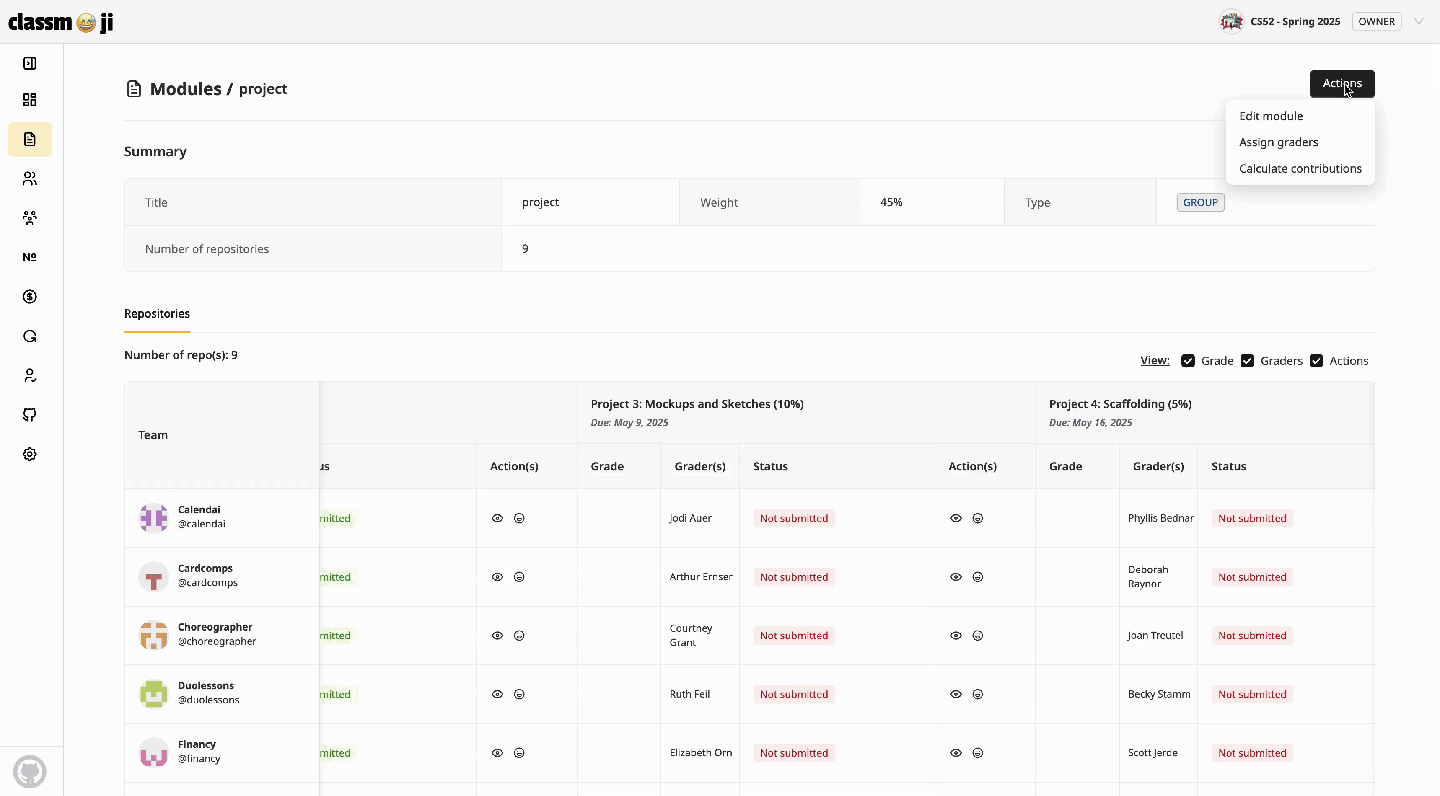 classm😅ji
CS52 - Spring 2025
OWNER
Modules / project
Actions
Edit module
Assign graders
Calculate contributions
Summary
Title
project
Weight
45%
Type
GROUP
Number of repositories
9
Repositories
Number of repo(s): 9
View:
Grade
Graders
Actions
Team
Project 3: Mockups and Sketches (10%)
Due: May 9, 2025
Project 4: Scaffolding (5%)
Due: May 16, 2025
us
Action(s)
Grade
Grader(s)
Status
Action(s)
Grade
Grader(s)
Status
Calendai
@calendai
mitted
Jodi Auer
Not submitted
Phyllis Bednar
Not submitted
Cardcomps
@cardcomps
mitted
Arthur Ernser
Not submitted
Deborah
Raynor
Not submitted
Choreographer
@choreographer
mitted
Courtney
Grant
Not submitted
Joan Treutel
Not submitted
Duolessons
@duolessons
mitted
Ruth Feil
Not submitted
Becky Stamm
Not submitted
Financy
@financy
mitted
Elizabeth Orn
Not submitted
Scott Jerde
Not submitted
Nº